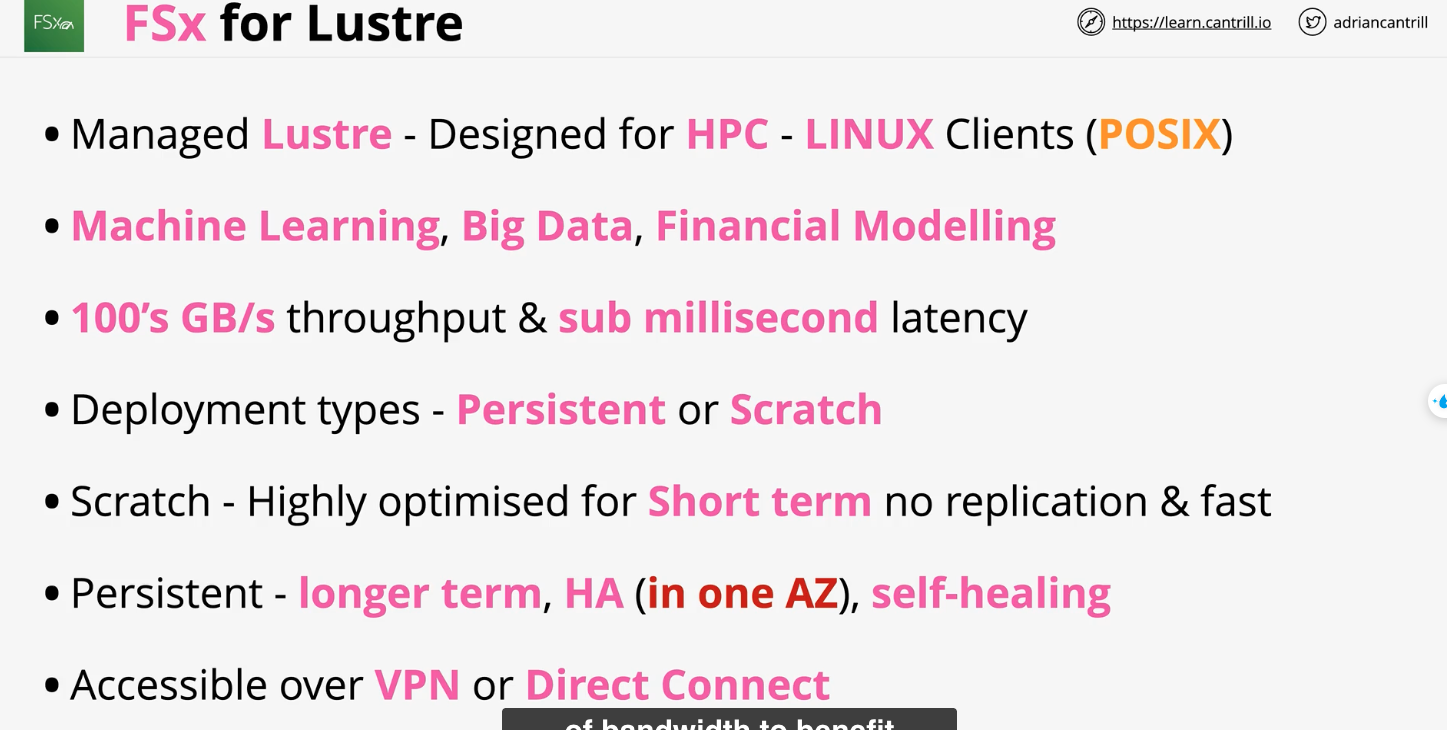 FSx
FSx for Lustre
https://learn.cantrill.io
adriancantrill
• Managed Lustre - Designed for HPC - LINUX Clients (POSIX)
• Machine Learning, Big Data, Financial Modelling
• 100’s GB/s throughput & sub millisecond latency
• Deployment types - Persistent or Scratch
• Scratch - Highly optimised for Short term no replication & fast
• Persistent - longer term, HA (in one AZ), self-healing
• Accessible over VPN or Direct Connect
of bandwidth to benefit